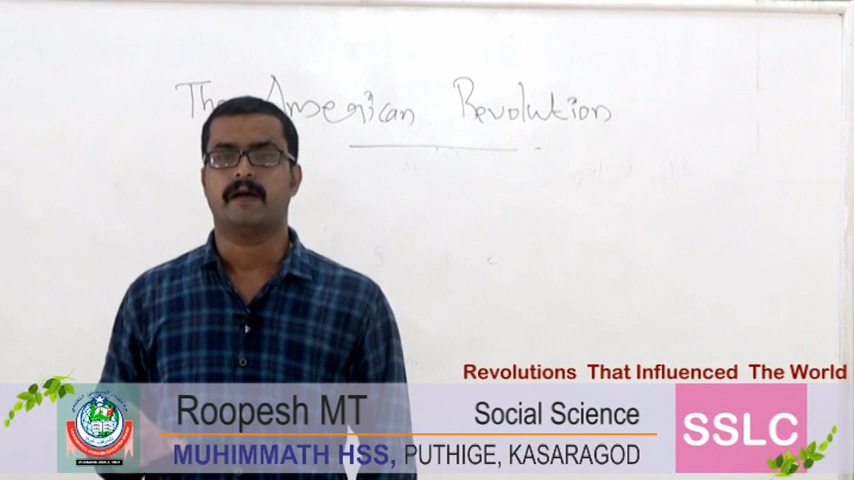 The American Revolution
Revolutions That Influenced The World
Roopesh MT
Social Science
SSLC
MUHIMMATH HSS, PUTHIGE, KASARAGOD